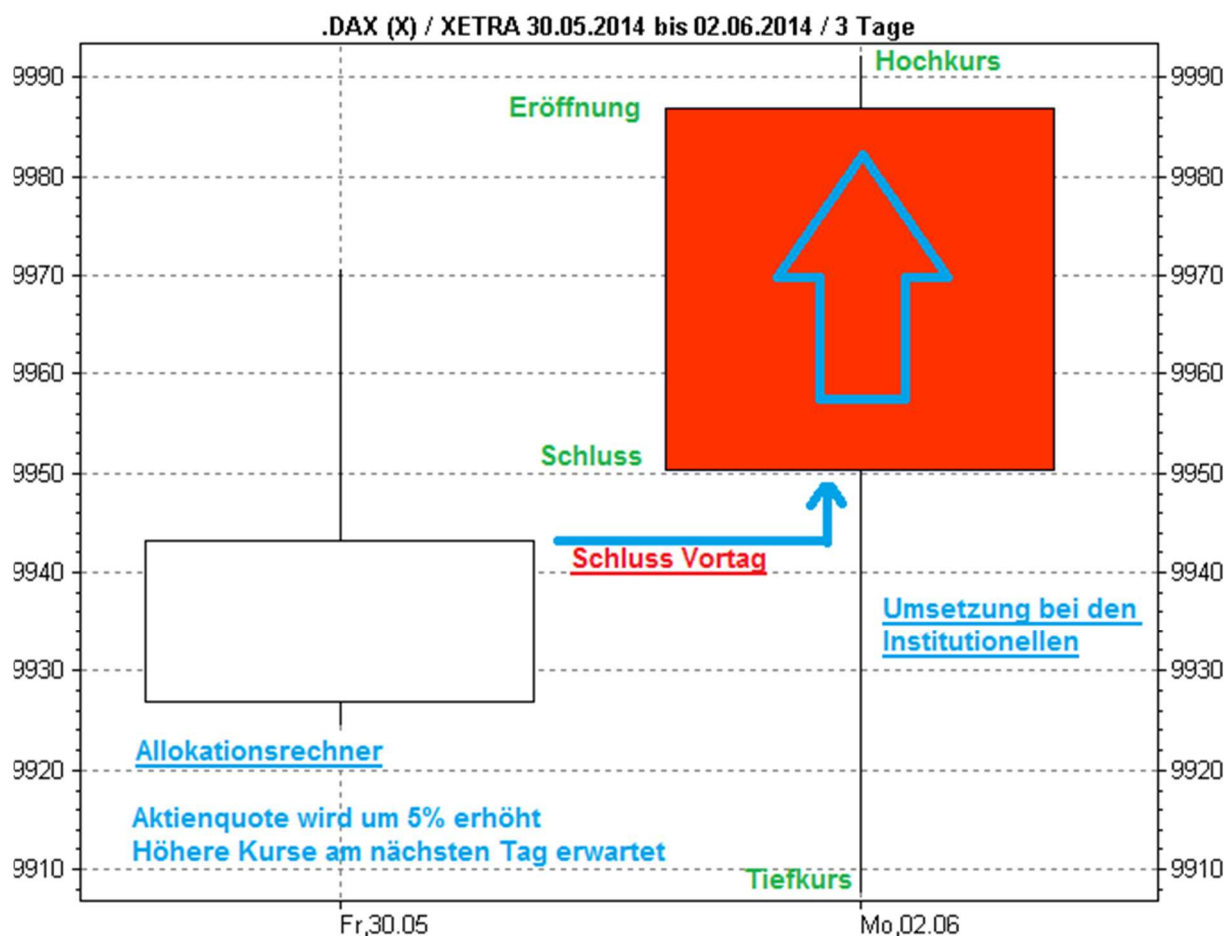 .DAX (X) / XETRA 30.05.2014 bis 02.06.2014 / 3 Tage
Hochkurs
9990
9990
Eröffnung
9980
9980
9970
9970
9960
9960
Schluss
9950
9950
Schluss Vortag
9940
9940
Umsetzung bei den
Institutionellen
9930
9930
Allokationsrechner
9920
9920
Aktienquote wird um 5% erhöht
Höhere Kurse am nächsten Tag erwartet
9910
9910
Tiefkurs
Fr,30.05
Mo,02.06